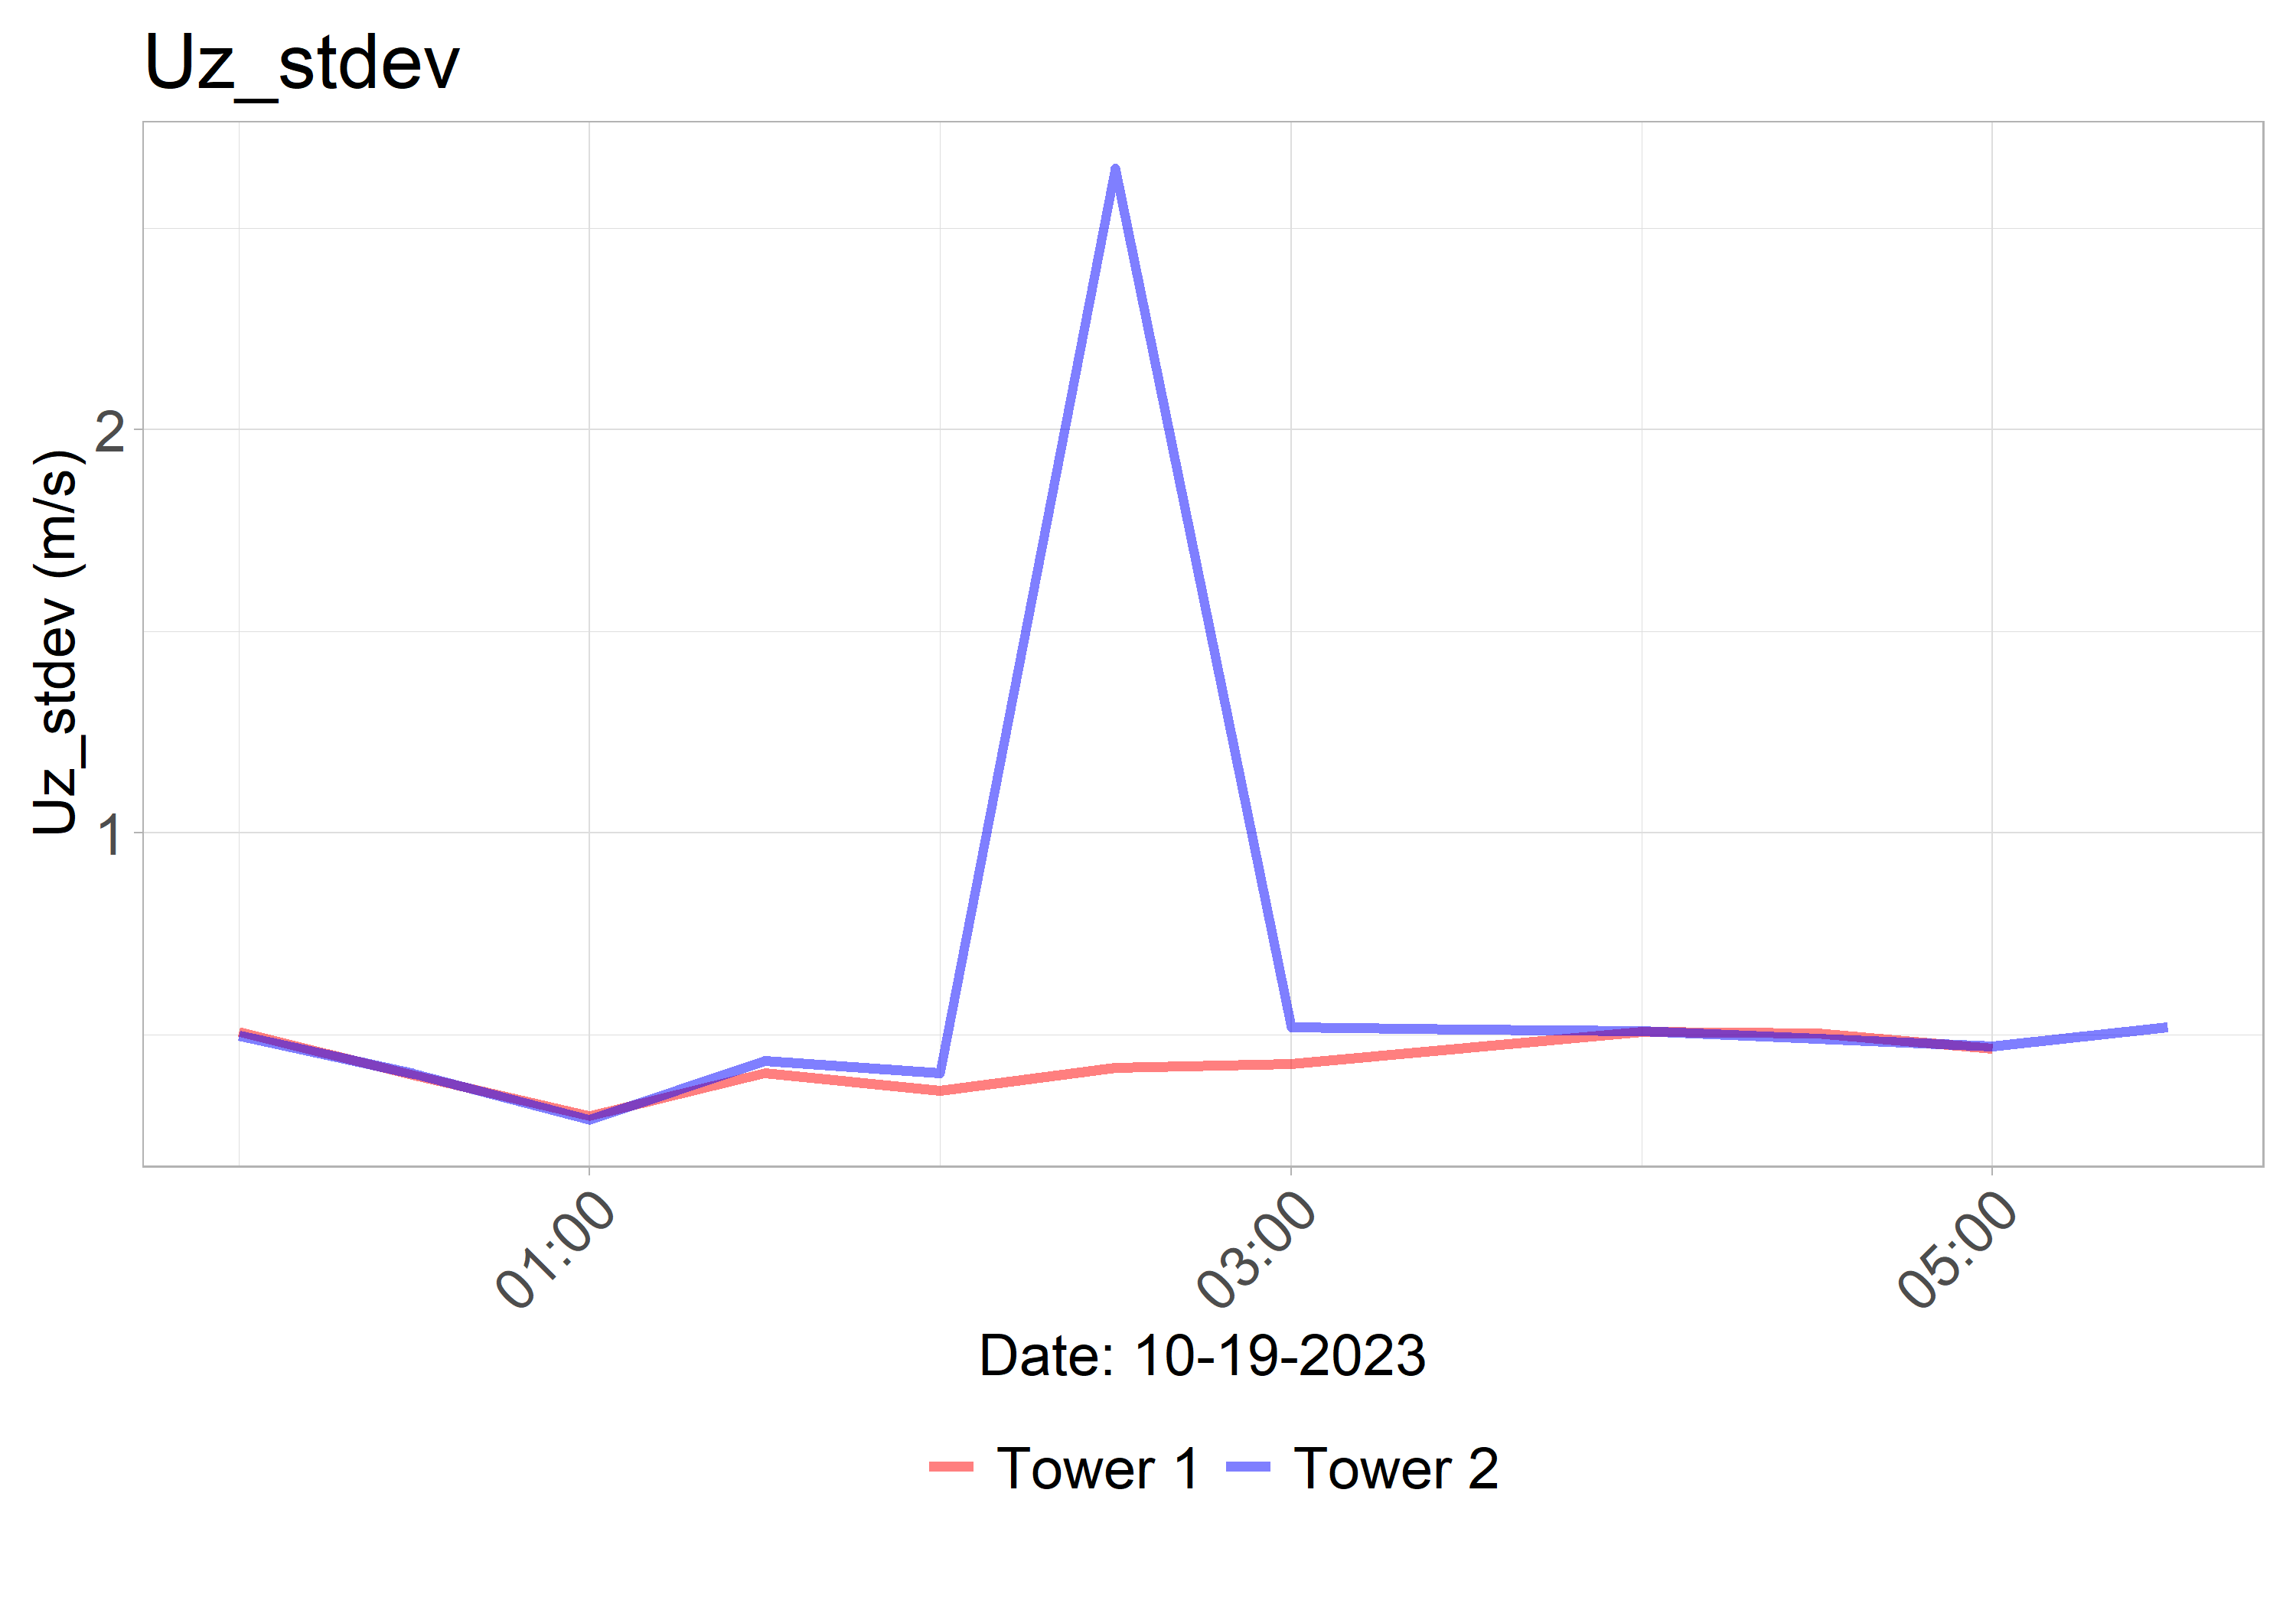 Uz_stdev
Uz_stdev (m/s)
2
1
01:00
03:00
05:00
Date: 10-19-2023
Tower 1
Tower 2